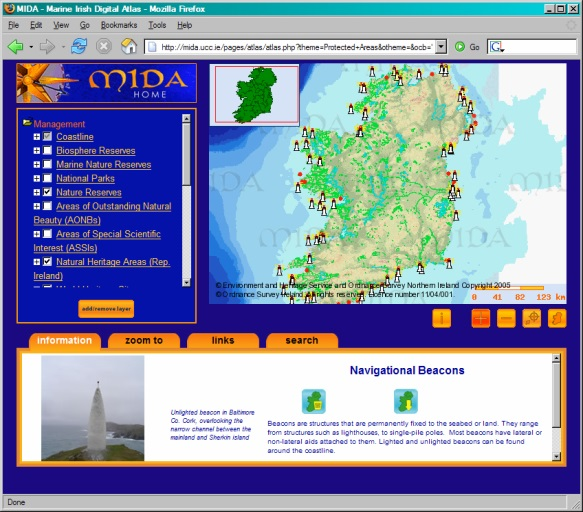 MIDA - Marine Irish Digital Atlas - Mozilla Firefox
File Edit View Go Bookmarks Tools Help
http://mida.ucc.ie/pages/atlas/atlas.php?theme=Protected+Areas&otheme=&ccb= Go G
MIDA
HOME
Management
Coastline
Biosphere Reserves
Marine Nature Reserves
National Parks
Nature Reserves
Areas of Outstanding Natural
Beauty (AONBs)
Areas of Special Scientific
Interest (ASSIs)
Natural Heritage Areas (Rep.
Ireland)
add/remove layer
MIDA MIDA MIDA
MIDA MIDA
© Environment and Heritage Service and Ordnance Survey Northern Ireland Copyright 2005
© Ordnance Survey Ireland. All rights reserved. Licence number 11/04/001.
0 41 82 123 km
information zoom to links search
Navigational Beacons
Unlighted beacon in Baltimore
Co. Cork, overlooking the
narrow channel between the
mainland and Sherkin island
Beacons are structures that are permanently fixed to the seabed or land. They range
from structures such as lighthouses, to single-pile poles. Most beacons have lateral or
non-lateral aids attached to them. Lighted and unlighted beacons can be found
around the coastline.
Done